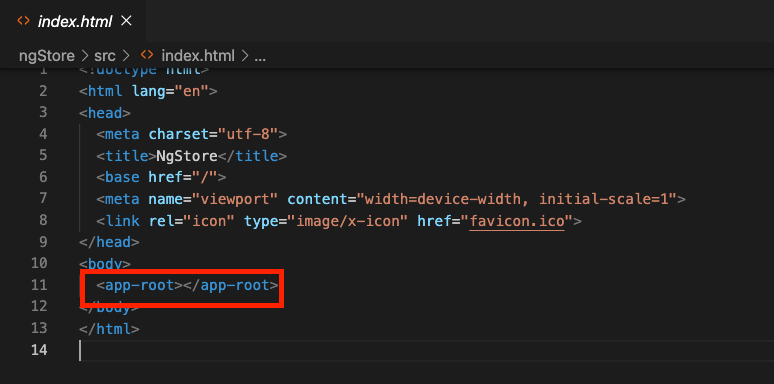 <> index.html ×
ngStore > src > <> index.html > ...
1 <!doctype html>
2 <html lang="en">
3 <head>
4 <meta charset="utf-8">
5 <title>NgStore</title>
6 <base href="/">
7 <meta name="viewport" content="width=device-width, initial-scale=1">
8 <link rel="icon" type="image/x-icon" href="favicon.ico">
9 </head>
10 <body>
11 <app-root></app-root>
12 </body>
13 </html>
14